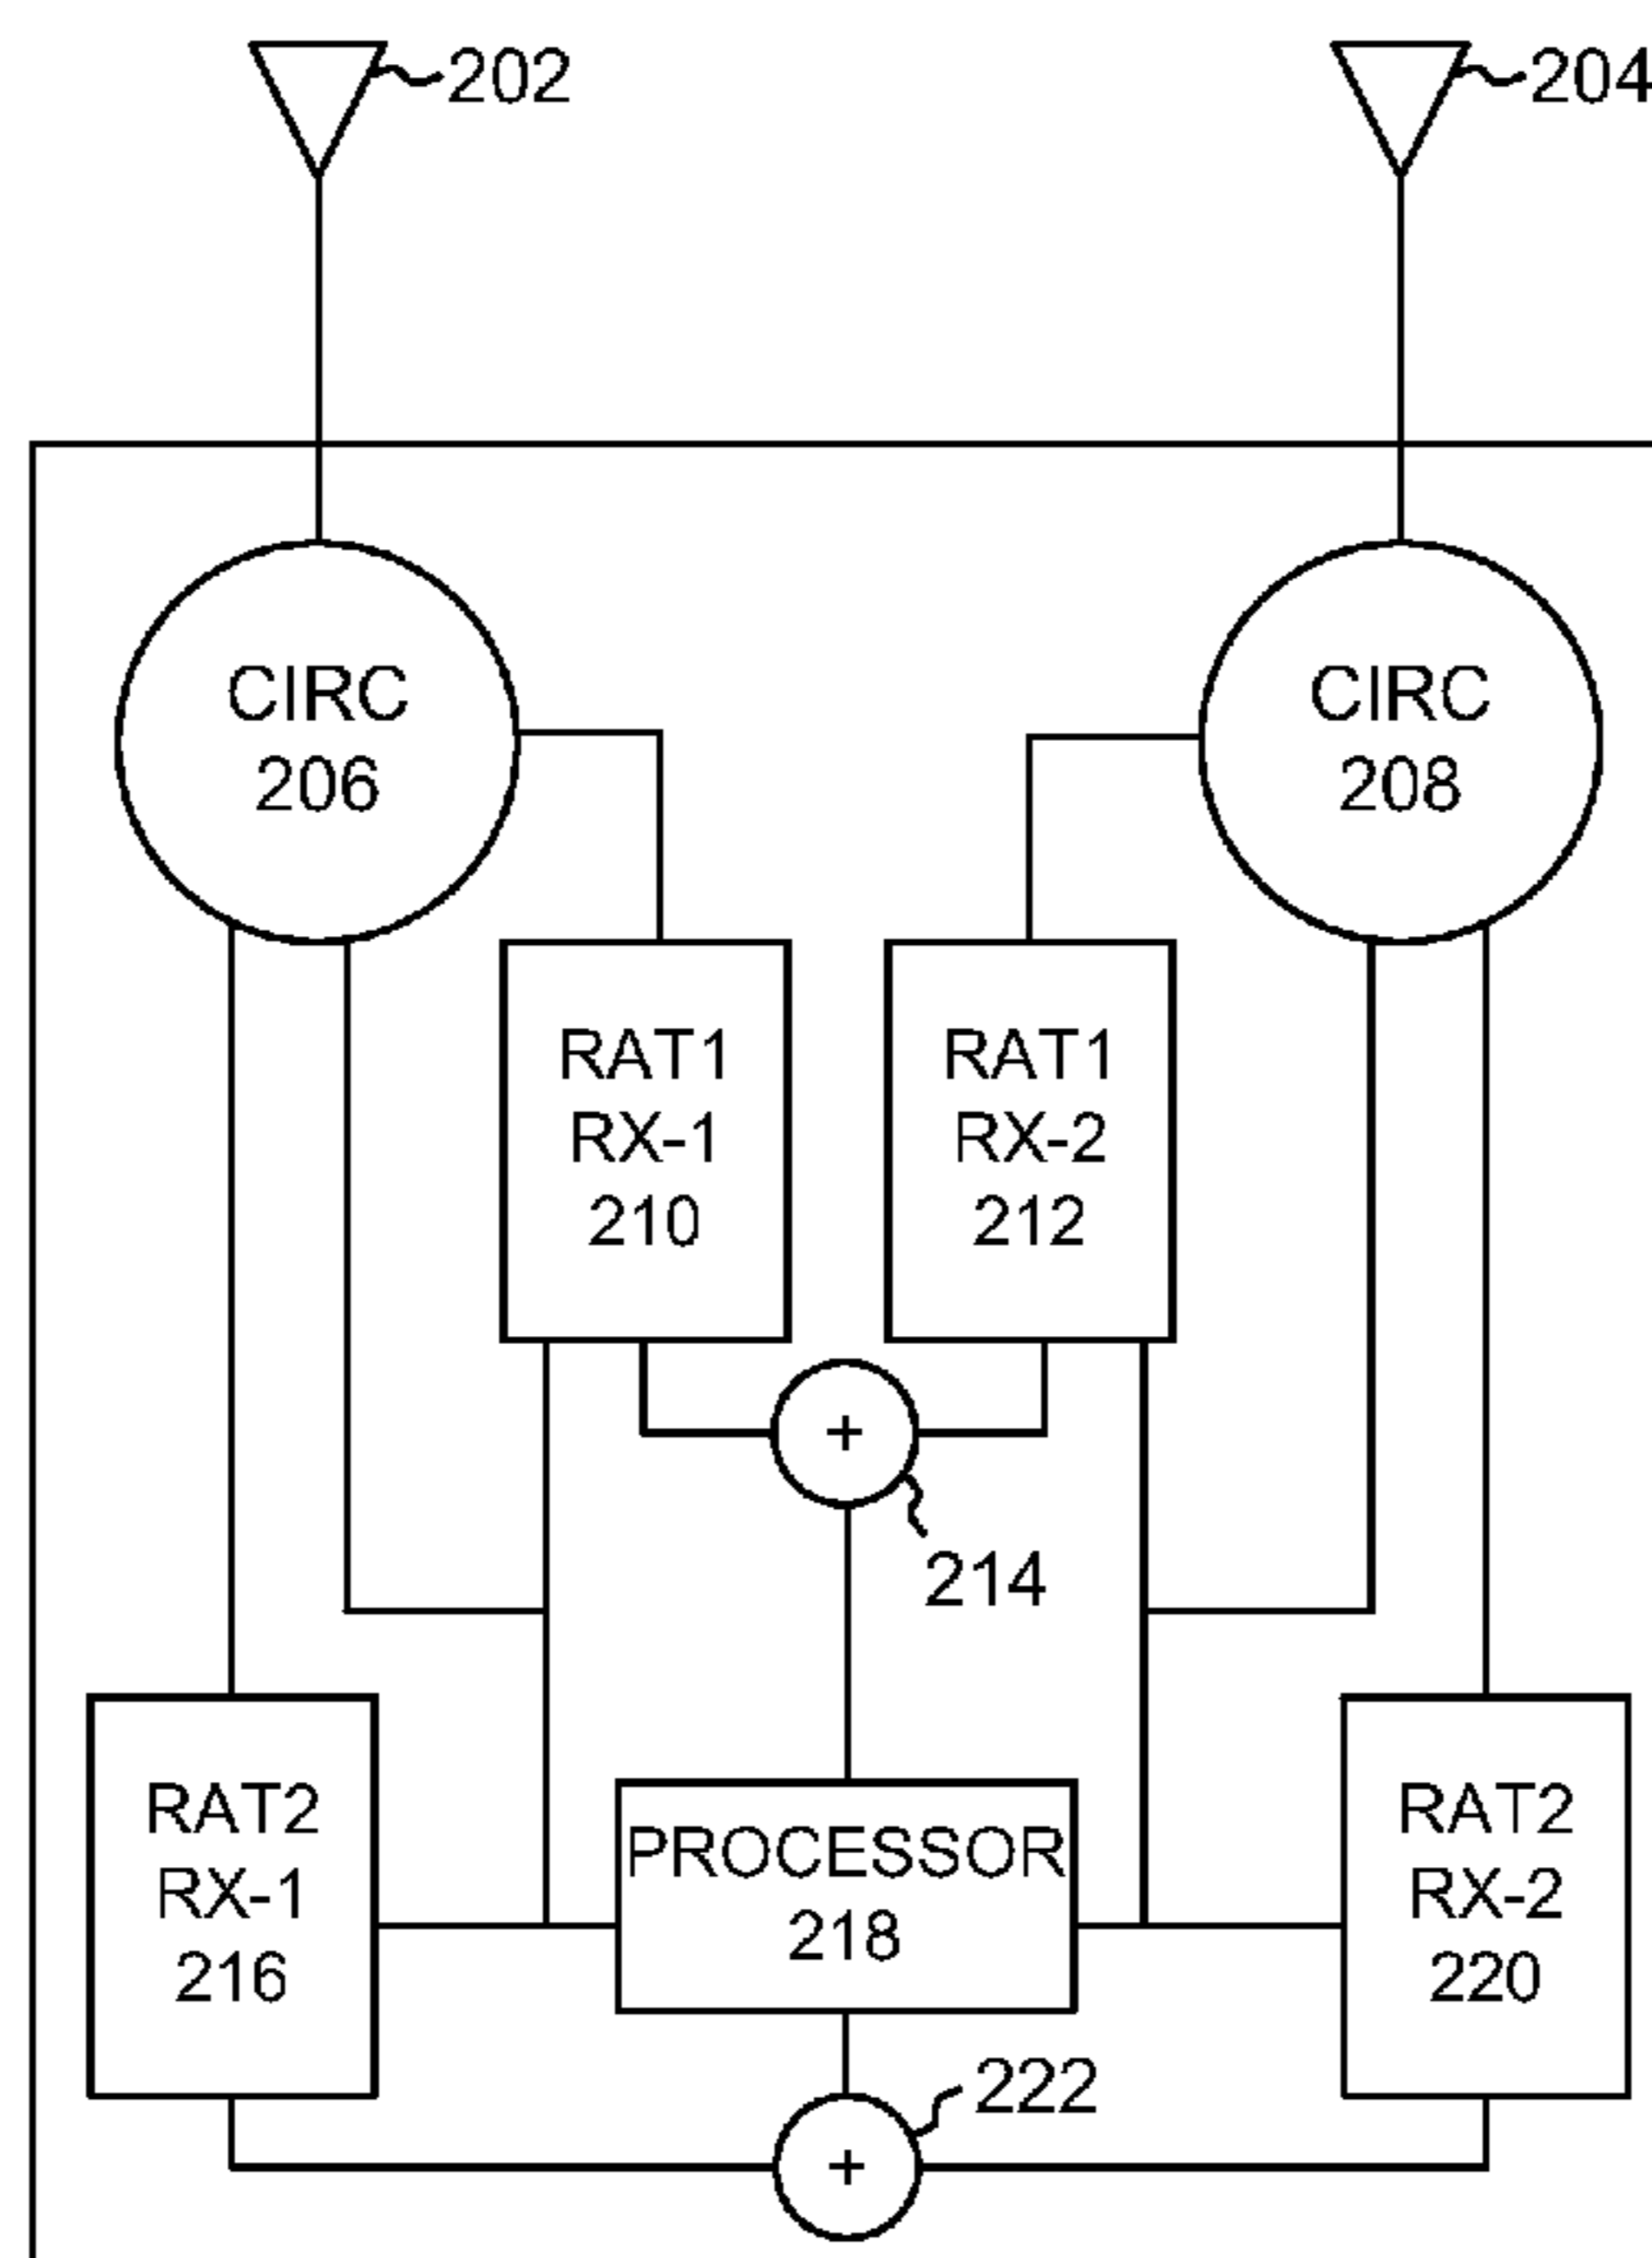 202
204
CIRC
206
CIRC
208
RAT1
RX-1
210
RAT1
RX-2
212
+
214
RAT2
RX-1
216
PROCESSOR
218
RAT2
RX-2
220
222
+